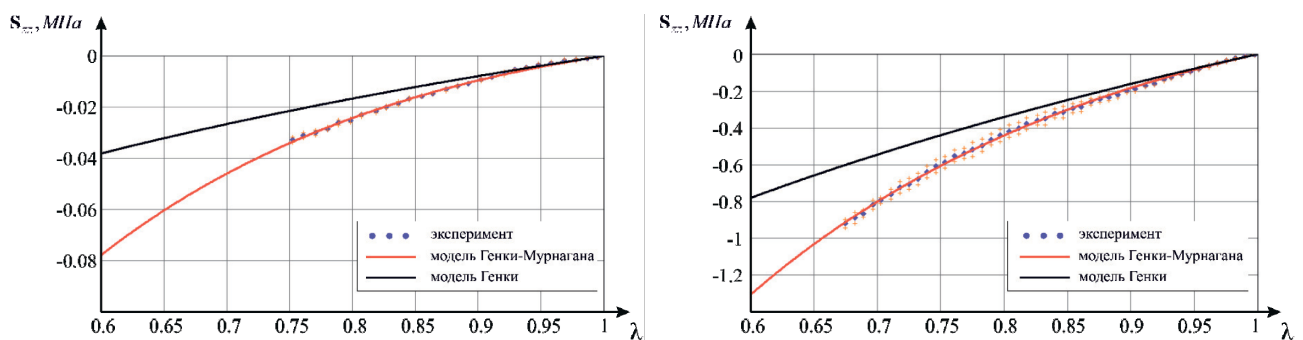 S_zz, МПа
0
-0.02
-0.04
-0.06
-0.08
эксперимент
модель Генки-Мурнагана
модель Генки
0.6 0.65 0.7 0.75 0.8 0.85 0.9 0.95 1 λ
S_zz, МПа
0
-0.2
-0.4
-0.6
-0.8
-1
-1.2
эксперимент
модель Генки-Мурнагана
модель Генки
0.6 0.65 0.7 0.75 0.8 0.85 0.9 0.95 1 λ